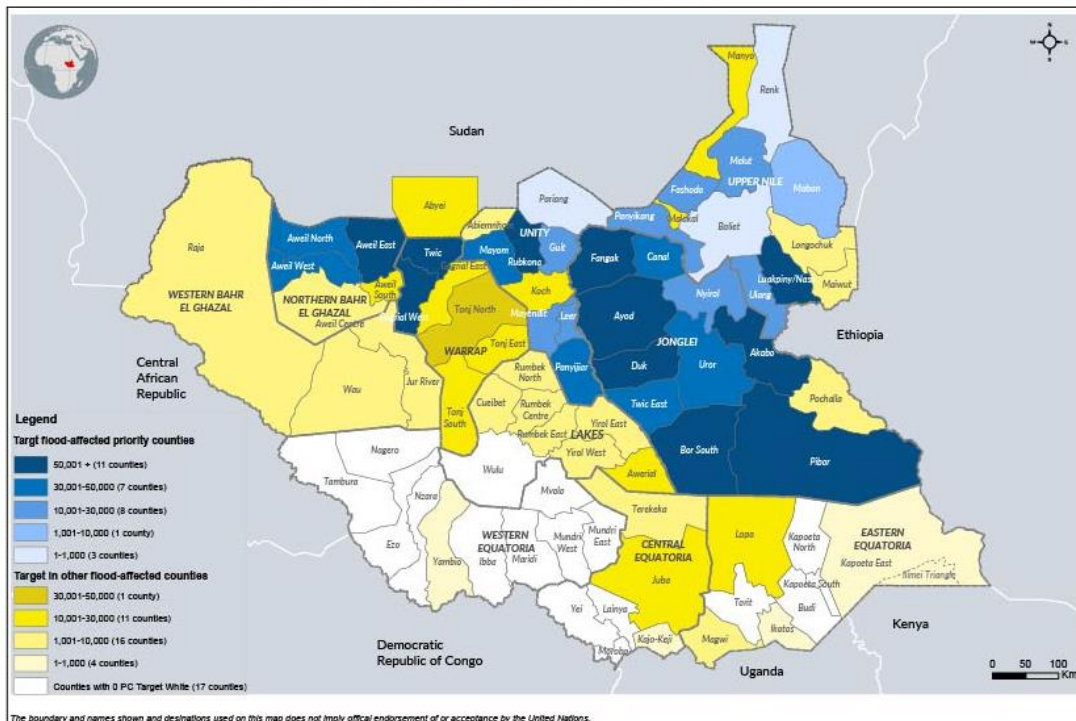 Sudan
Manyo
Renk
Melut
UPPER NILE
Maban
Fashoda
Panyikang
Malakal
Baliet
Pariang
Abyei
Abiemnhom
UNITY
Mayom
Rubkona
Guit
Twic
Aweil North
Aweil East
Aweil West
Aweil South
NORTHERN BAHR
EL GHAZAL
Aweil Centre
Raja
WESTERN BAHR
EL GHAZAL
Gogrial East
Gogrial West
Tonj North
WARRAP
Tonj East
Tonj South
Koch
Mayendit
Leer
Panyijiar
Fangak
Canal
Nyirol
Ulang
Luakpiny/Nasi
Longochuk
Maiwut
Ethiopia
Ayod
JONGLEI
Duk
Uror
Akobo
Twic East
Pochalla
Bor South
Pibor
Central
African
Republic
Wau
Jur River
Rumbek
North
Cueibet
Rumbek
Centre
Rumbek East
LAKES
Yirol East
Yirol West
Awerial
Wulu
Nagero
Tambura
Nzara
Ezo
Yambio
WESTERN
EQUATORIA
Ibba
Maridi
Mvolo
Mundri
West
Mundri
East
Terekeka
CENTRAL
EQUATORIA
Juba
Yei
Lainya
Morobo
Kajo-Keji
Lopa
Torit
Magwi
Ikotos
Kapoeta
North
Kapoeta South
Budi
EASTERN
EQUATORIA
Kapoeta East
Ilimei Triangle
Kenya
Uganda
Democratic
Republic of Congo
Legend
Targt flood-affected priority counties
50,001 + (11 counties)
30,001-50,000 (7 counties)
10,001-30,000 (8 counties)
1,001-10,000 (1 county)
1-1,000 (3 counties)
Target in other flood-affected counties
30,001-50,000 (1 county)
10,001-30,000 (11 counties)
1,001-10,000 (16 counties)
1-1,000 (4 counties)
Counties with 0 PC Target White (17 counties)
0 50 100
Km
The boundary and names shown and desinations used on this map does not imply offical endorsement of or acceptance by the United Nations.